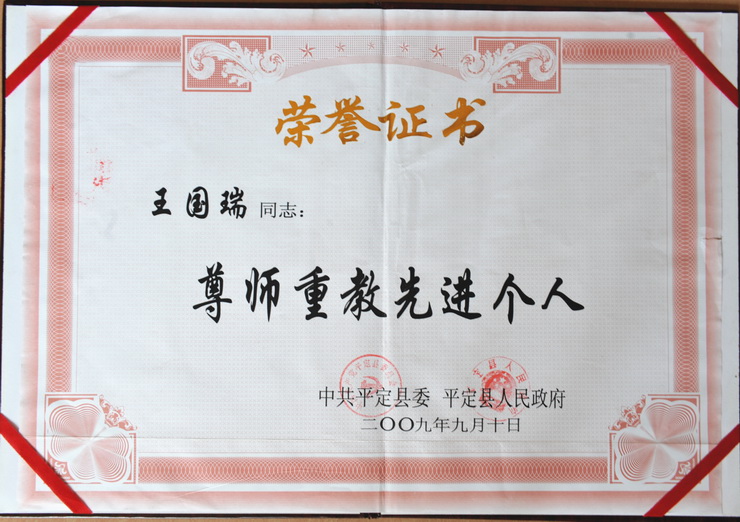 荣誉证书
王国瑞 同志：
尊师重教先进个人
中共平定县委 平定县人民政府
二〇〇九年九月十日